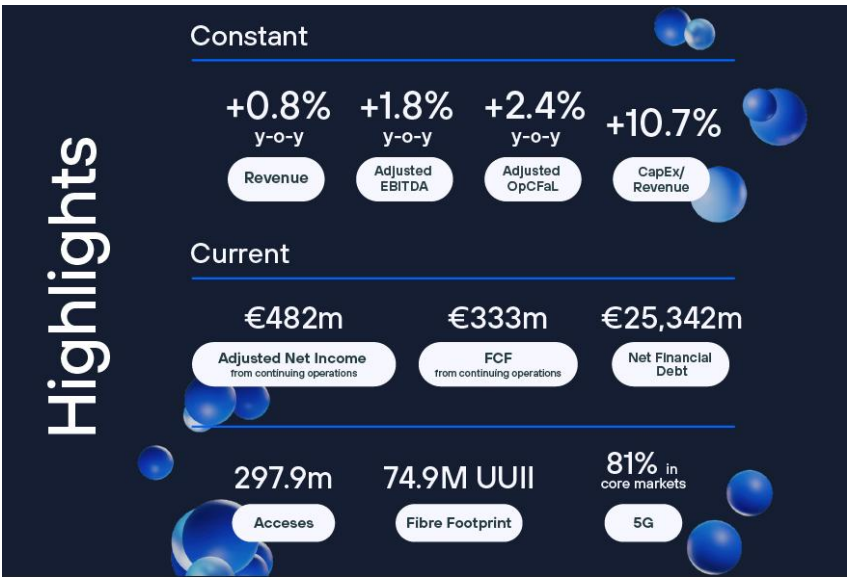 Highlights
Constant
+0.8%
y-o-y
Revenue
+1.8%
y-o-y
Adjusted
EBITDA
+2.4%
y-o-y
Adjusted
OpCFaL
+10.7%
CapEx/
Revenue
Current
€482m
Adjusted Net Income
from continuing operations
€333m
FCF
from continuing operations
€25,342m
Net Financial
Debt
297.9m
Acceses
74.9M UUII
Fibre Footprint
81% in
core markets
5G